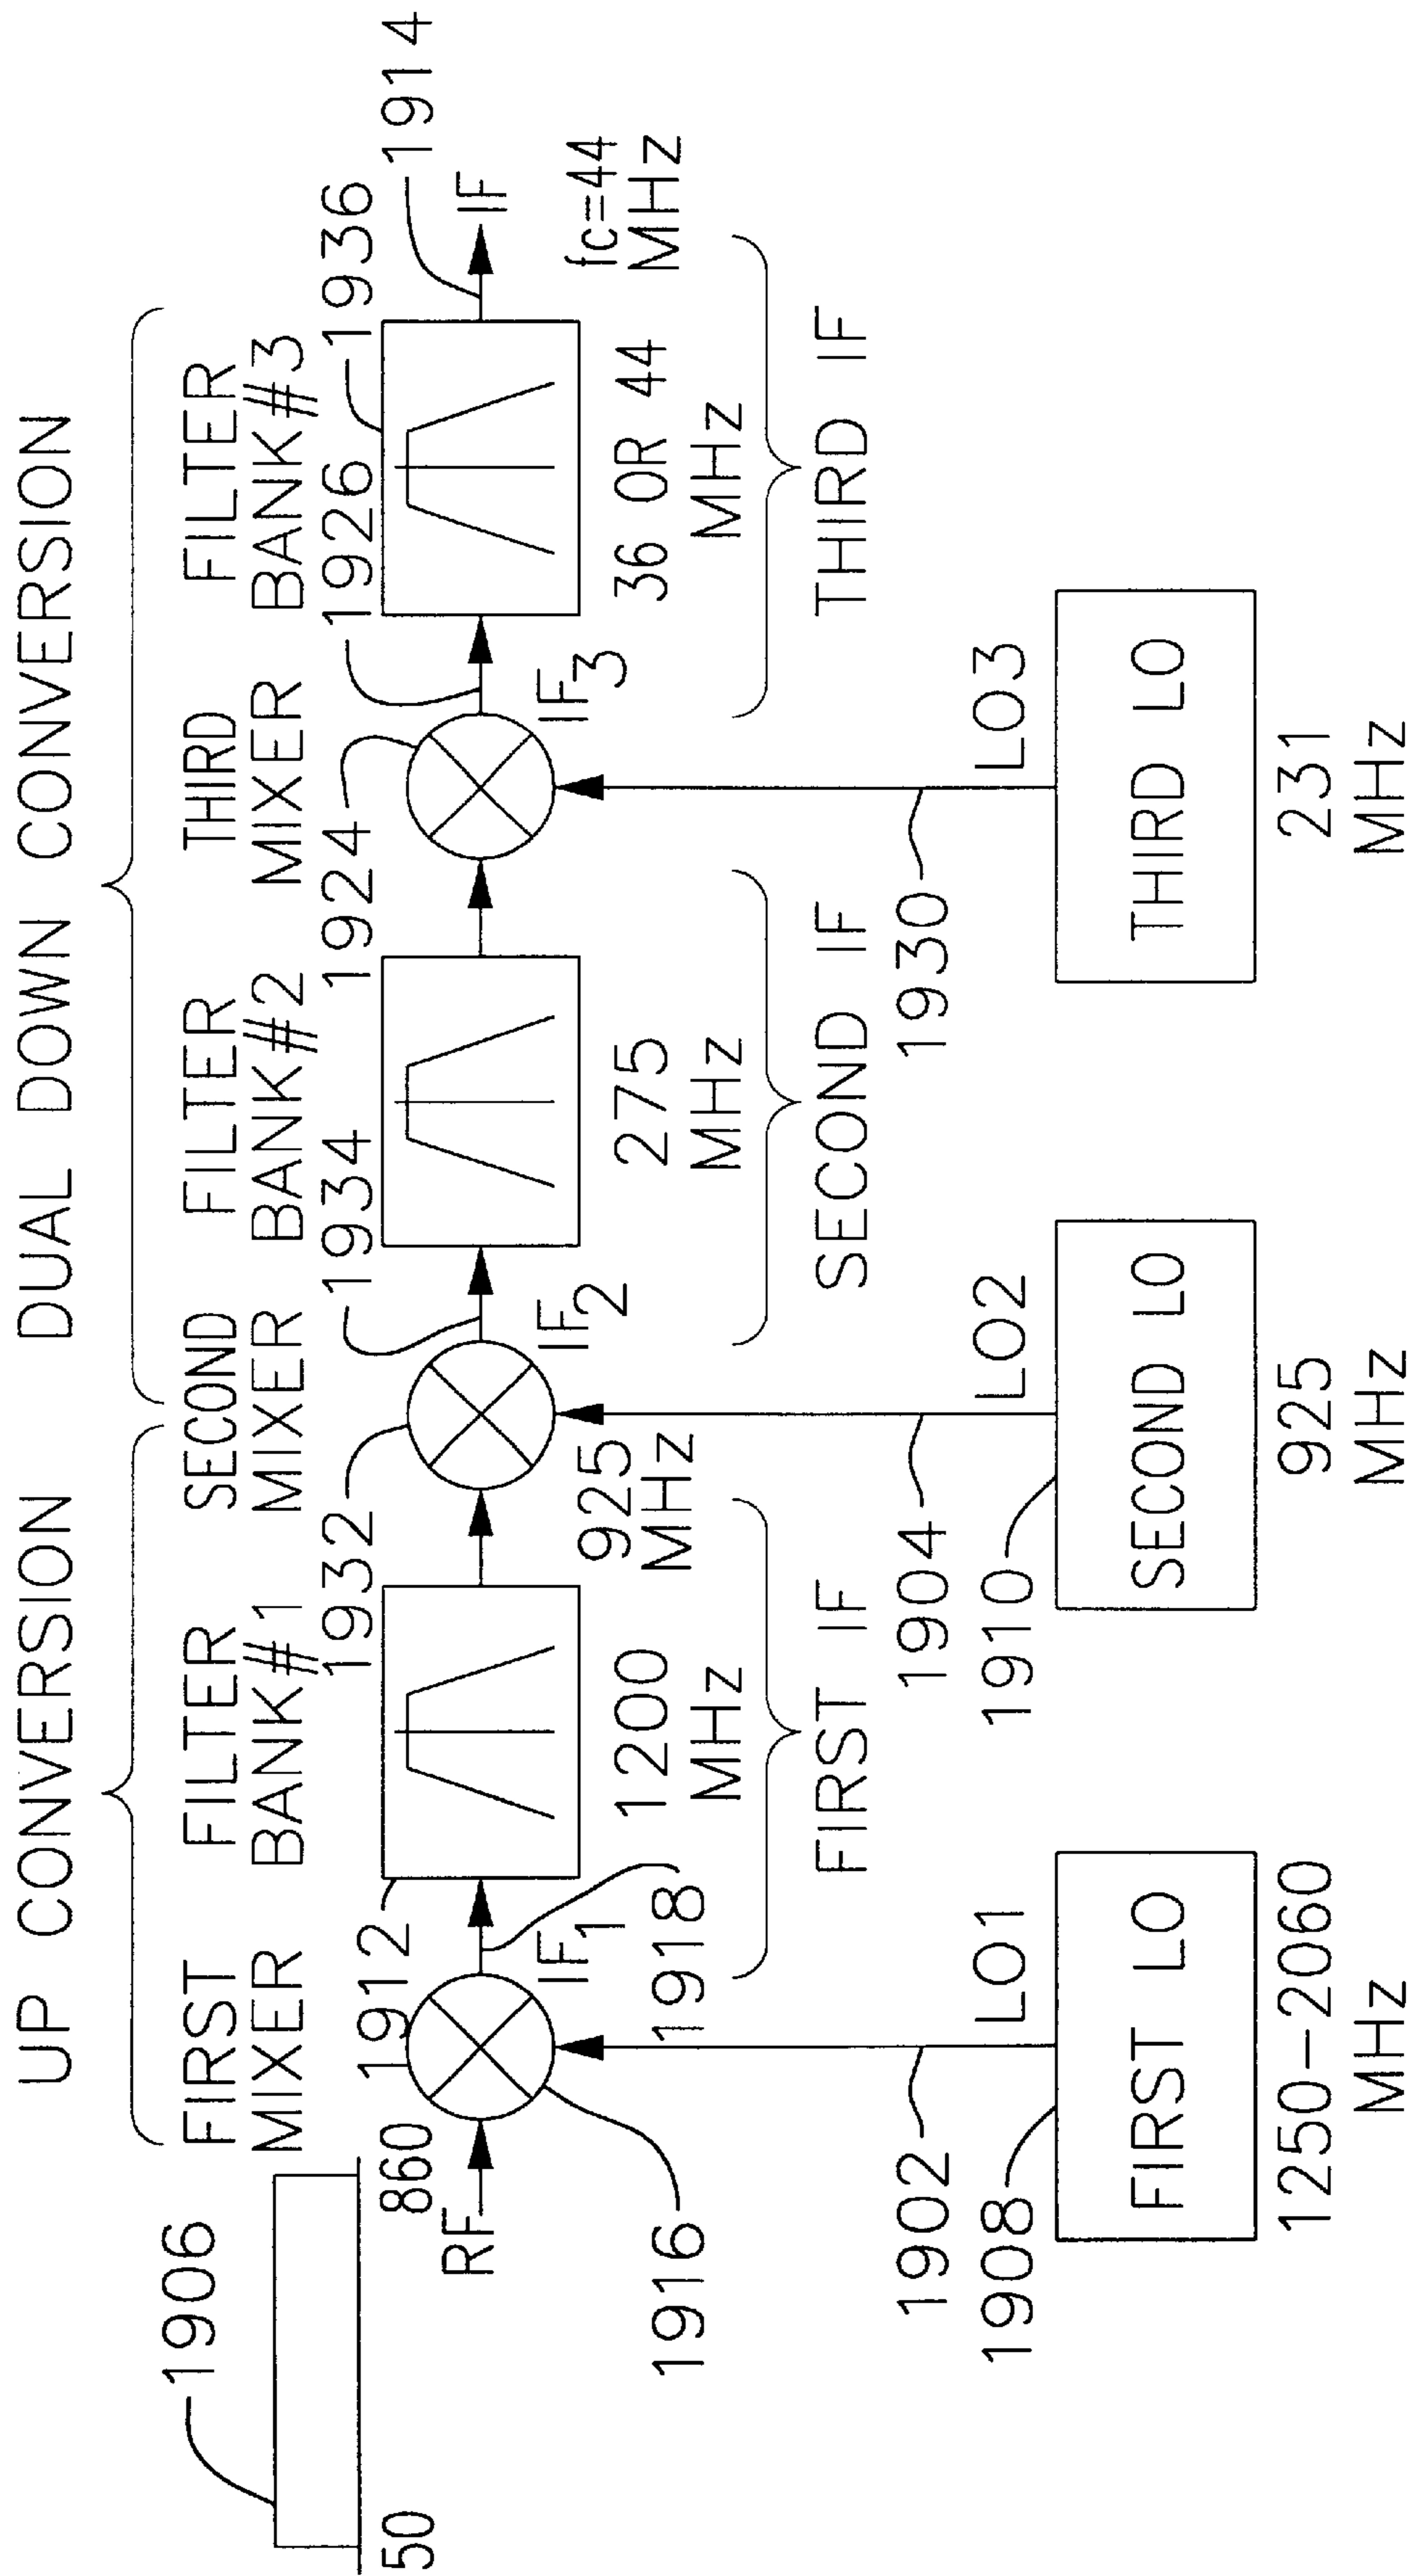 UP CONVERSION
DUAL DOWN CONVERSION
1906
50
860
FIRST
MIXER
FILTER
BANK#1
SECOND
MIXER
FILTER
BANK#2
THIRD
MIXER
FILTER
BANK#3
1912
1932
1934
1924
1926
1936
1914
RF
IF1
IF2
IF3
IF
1916
1918
1200
MHz
925
MHz
275
MHz
36 OR 44
MHz
fc=44
MHz
FIRST IF
SECOND IF
THIRD IF
1902
1904
1930
1908
LO1
1910
LO2
LO3
FIRST LO
SECOND LO
THIRD LO
1250-2060
MHz
925
MHz
231
MHz